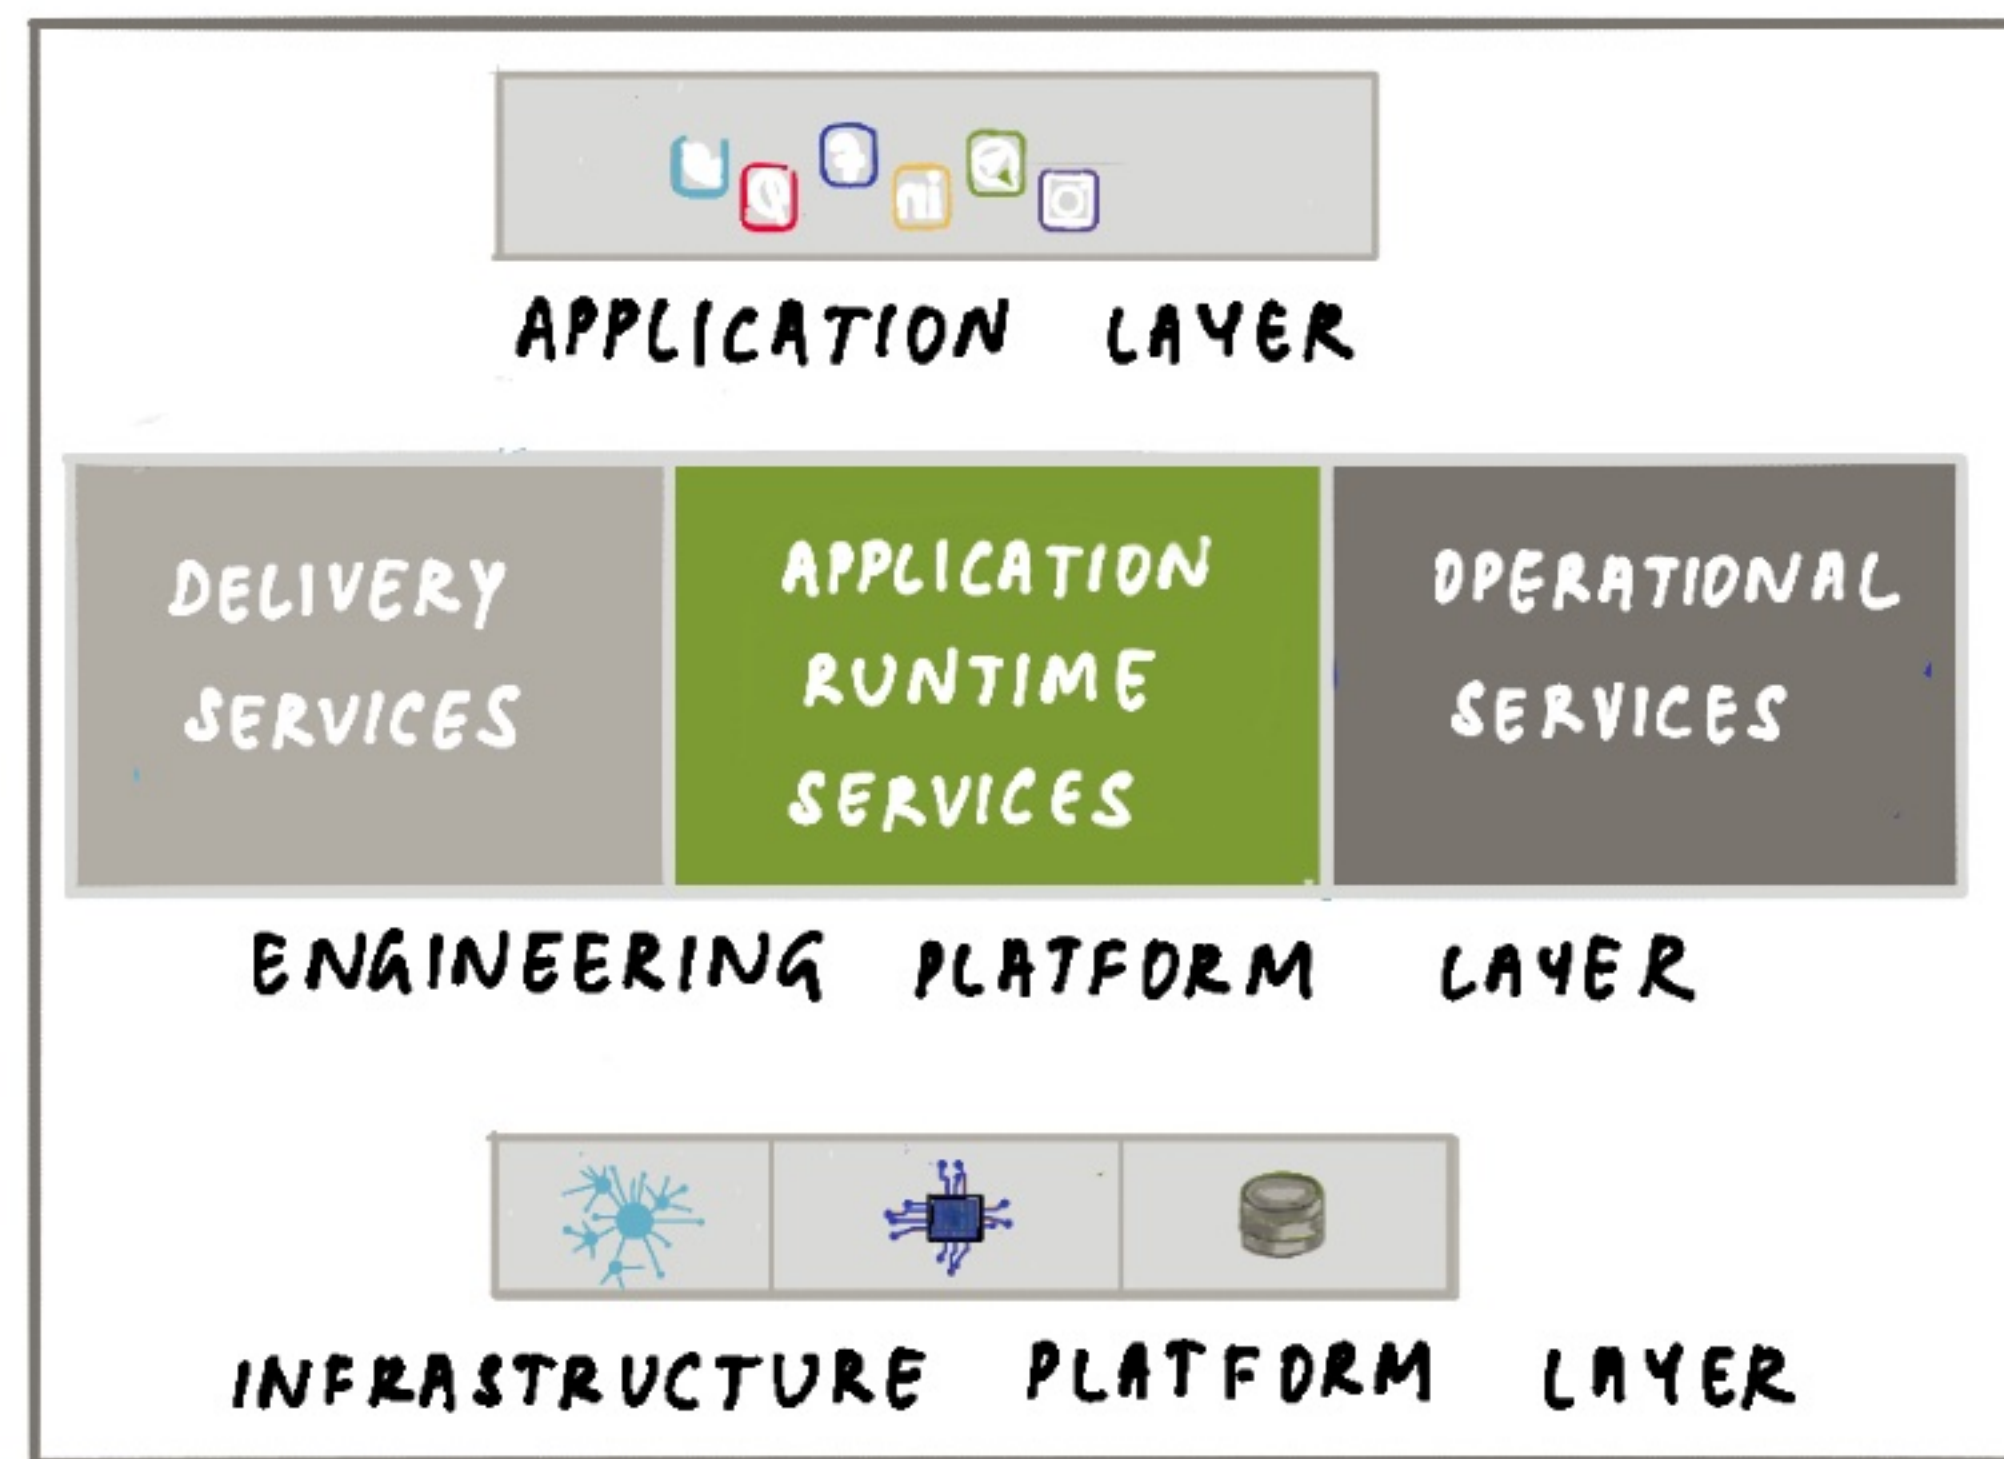 APPLICATION LAYER
DELIVERY
SERVICES
APPLICATION
RUNTIME
SERVICES
OPERATIONAL
SERVICES
ENGINEERING PLATFORM LAYER
INFRASTRUCTURE PLATFORM LAYER